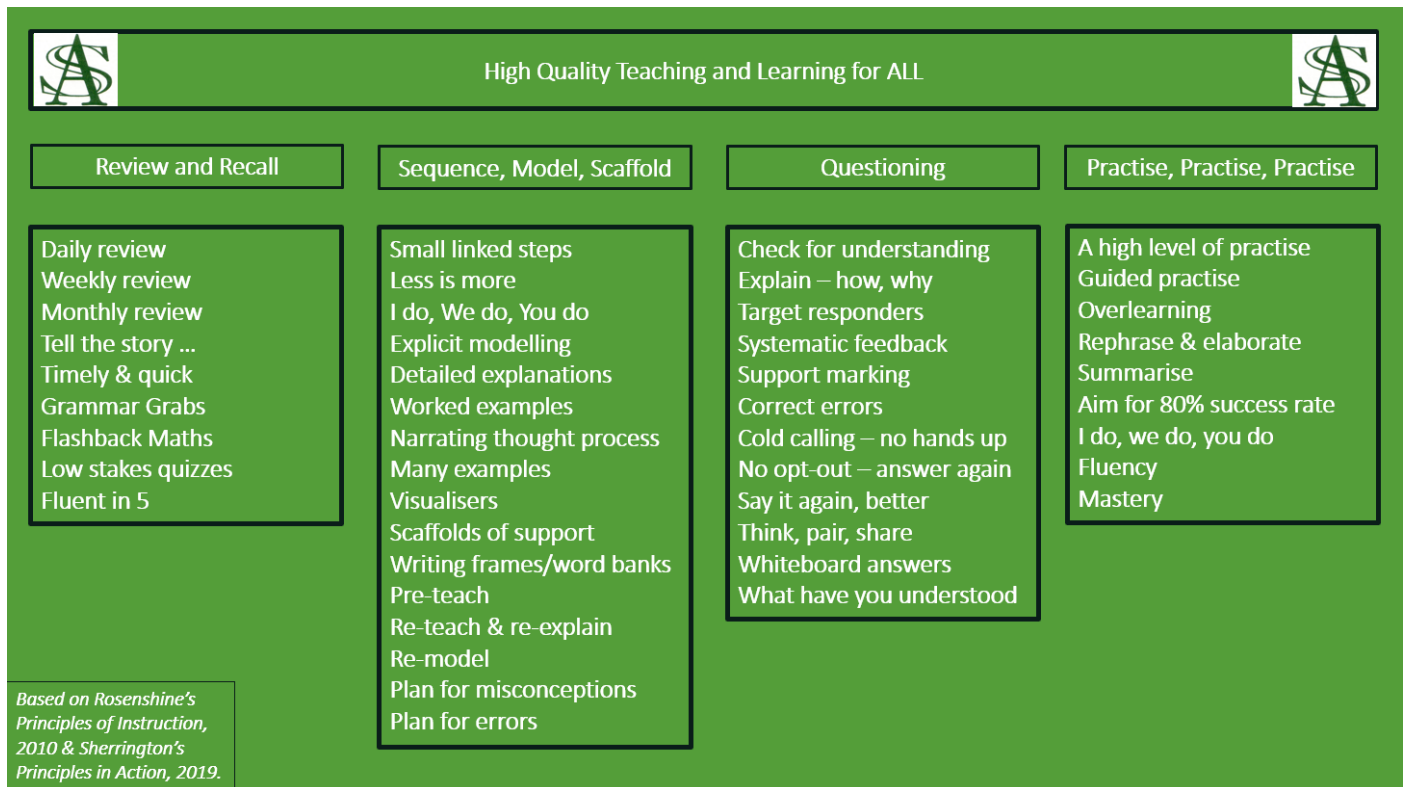 High Quality Teaching and Learning for ALL
Review and Recall
Daily review
Weekly review
Monthly review
Tell the story ...
Timely & quick
Grammar Grabs
Flashback Maths
Low stakes quizzes
Fluent in 5
Sequence, Model, Scaffold
Small linked steps
Less is more
I do, We do, You do
Explicit modelling
Detailed explanations
Worked examples
Narrating thought process
Many examples
Visualisers
Scaffolds of support
Writing frames/word banks
Pre-teach
Re-teach & re-explain
Re-model
Plan for misconceptions
Plan for errors
Questioning
Check for understanding
Explain – how, why
Target responders
Systematic feedback
Support marking
Correct errors
Cold calling – no hands up
No opt-out – answer again
Say it again, better
Think, pair, share
Whiteboard answers
What have you understood
Practise, Practise, Practise
A high level of practise
Guided practise
Overlearning
Rephrase & elaborate
Summarise
Aim for 80% success rate
I do, we do, you do
Fluency
Mastery
Based on Rosenshine's
Principles of Instruction,
2010 & Sherrington's
Principles in Action, 2019.